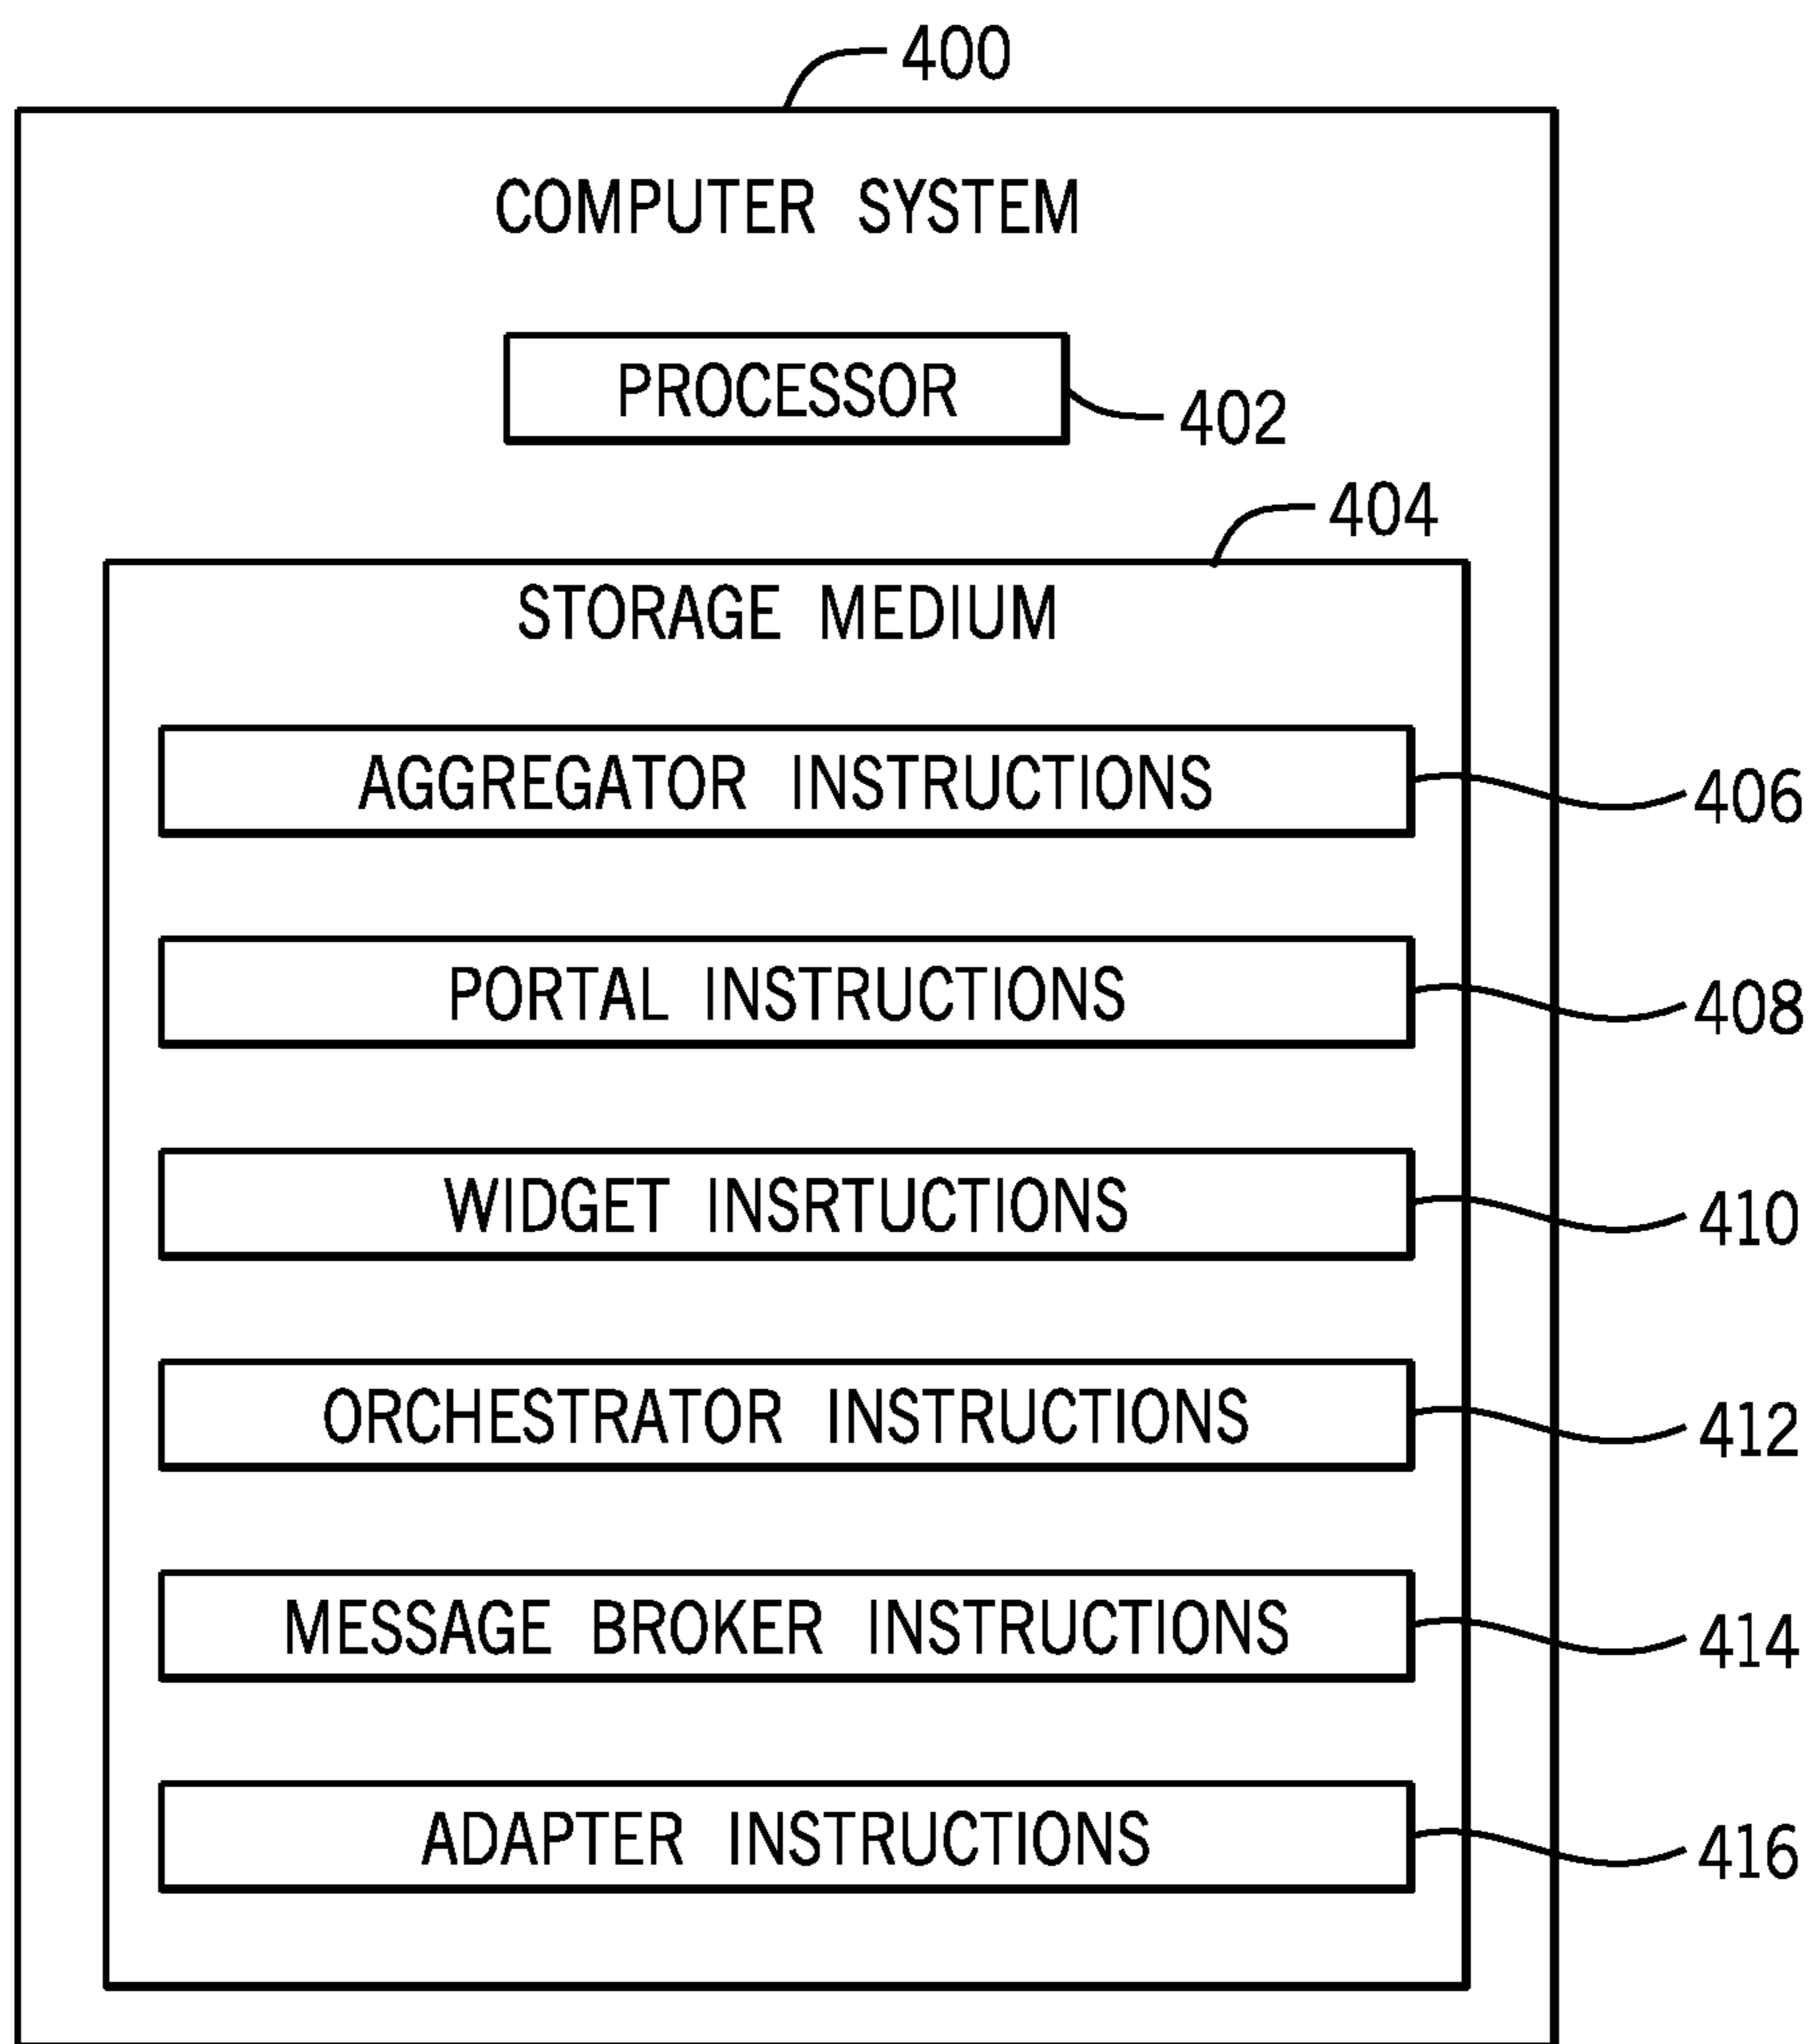 400
COMPUTER SYSTEM
PROCESSOR
402
404
STORAGE MEDIUM
AGGREGATOR INSTRUCTIONS
406
PORTAL INSTRUCTIONS
408
WIDGET INSRTUCTIONS
410
ORCHESTRATOR INSTRUCTIONS
412
MESSAGE BROKER INSTRUCTIONS
414
ADAPTER INSTRUCTIONS
416